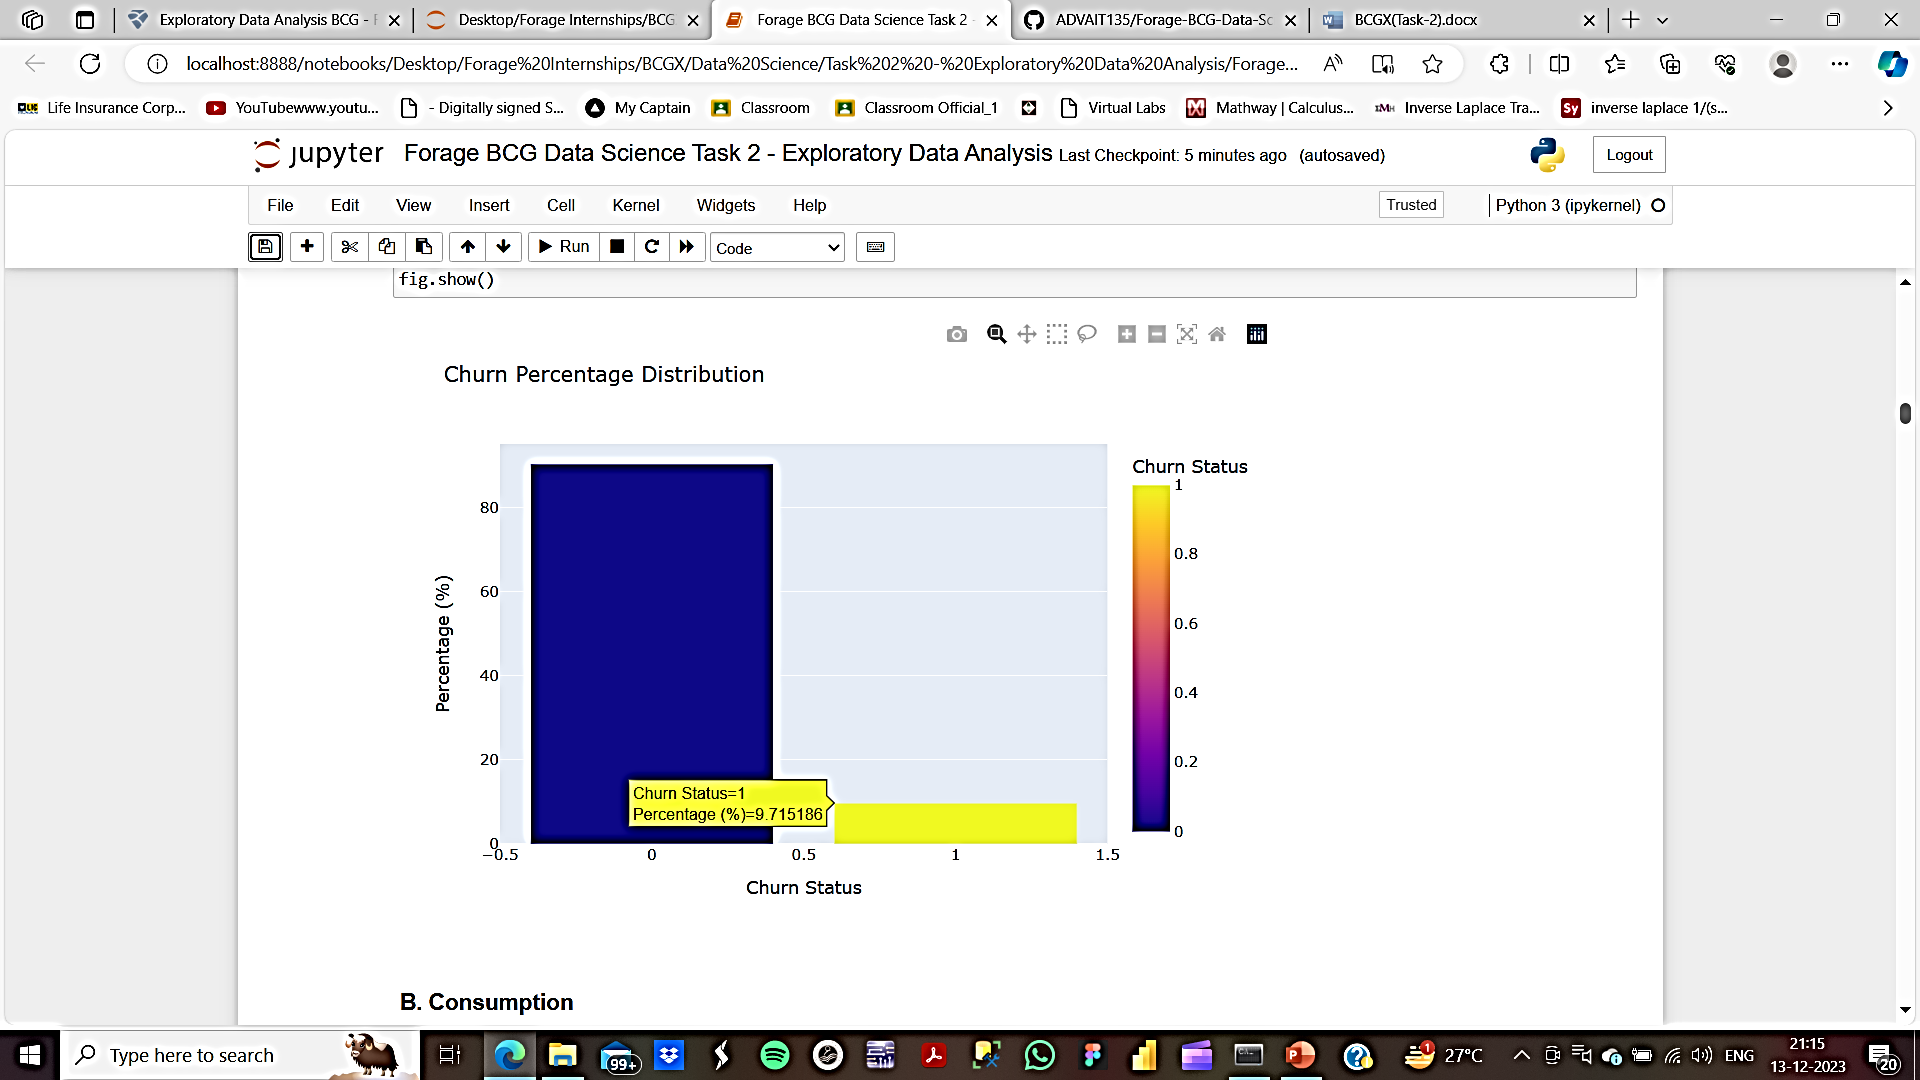 Exploratory Data Analysis BCG - F
Desktop/Forage Internships/BCG
Forage BCG Data Science Task 2 -
ADVAIT135/Forage-BCG-Data-Sc
BCGX(Task-2).docx
localhost:8888/notebooks/Desktop/Forage%20Internships/BCGX/Data%20Science/Task%202%20-%20Exploratory%20Data%20Analysis/Forage...
Life Insurance Corp...
YouTubewww.youtu...
- Digitally signed S...
My Captain
Classroom
Classroom Official_1
Virtual Labs
Mathway | Calculus...
Inverse Laplace Tra...
Sy
inverse laplace 1/(s...
jupyter
Forage BCG Data Science Task 2 - Exploratory Data Analysis
Last Checkpoint: 5 minutes ago (autosaved)
Logout
File Edit View Insert Cell Kernel Widgets Help
Trusted
Python 3 (ipykernel)
Run
Code
fig.show()
Churn Percentage Distribution
Churn Status
1
0.8
0.6
0.4
0.2
0
Percentage (%)
80
60
40
20
0
Churn Status=1
Percentage (%)=9.715186
−0.5 0 0.5 1 1.5
Churn Status
B. Consumption
Type here to search
99+
1
27°C
ENG
21:15
13-12-2023
20